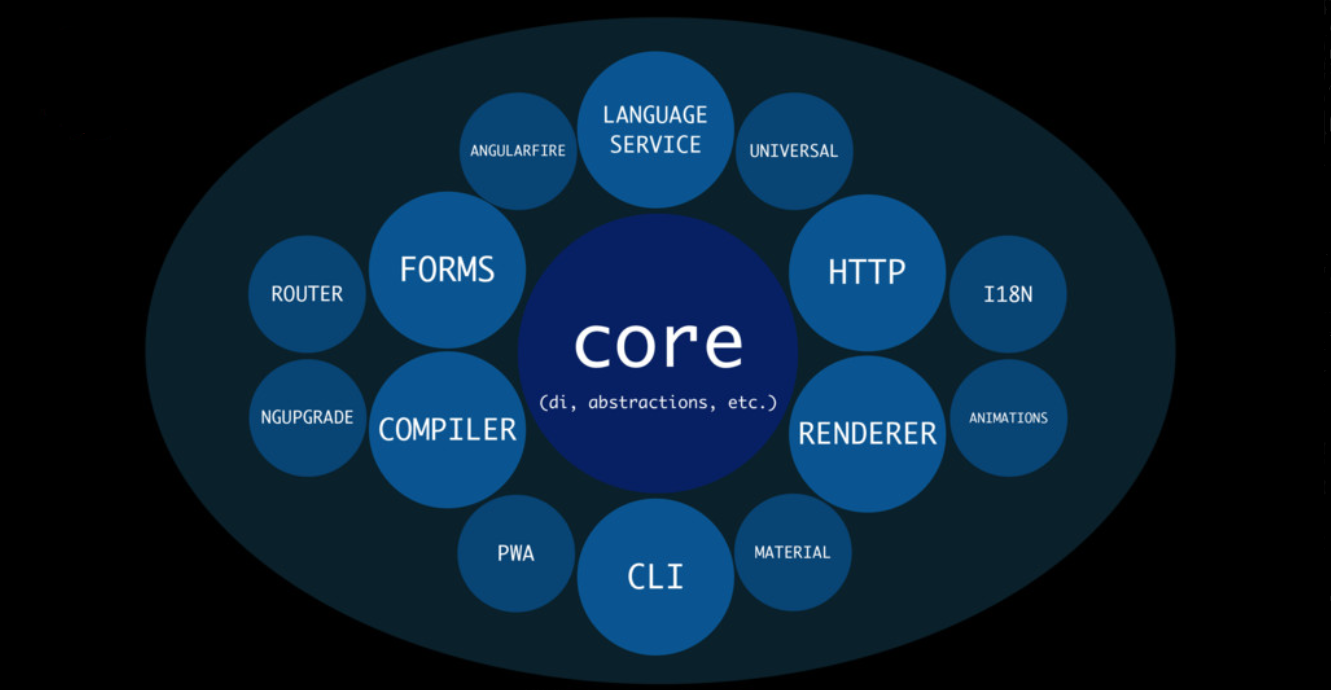 LANGUAGE
SERVICE
ANGULARFIRE
UNIVERSAL
FORMS
HTTP
ROUTER
I18N
core
(di, abstractions, etc.)
NGUPGRADE
COMPILER
RENDERER
ANIMATIONS
PWA
CLI
MATERIAL